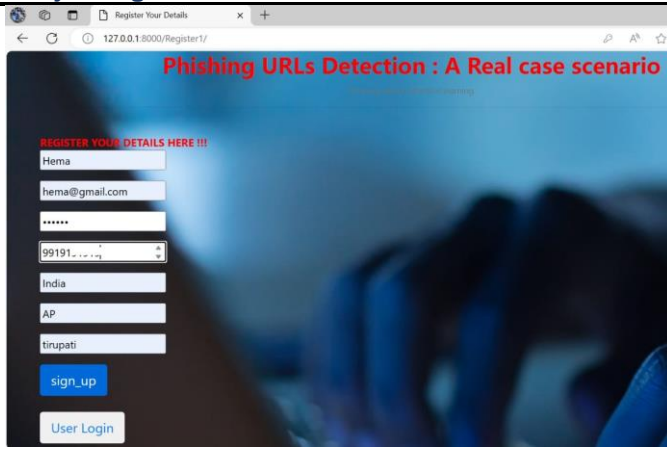 Register Your Details
127.0.0.1:8000/Register1/
Phishing URLs Detection : A Real case scenario
REGISTER YOUR DETAILS HERE !!!
Hema
hema@gmail.com
••••••
99191
India
AP
tirupati
sign_up
User Login